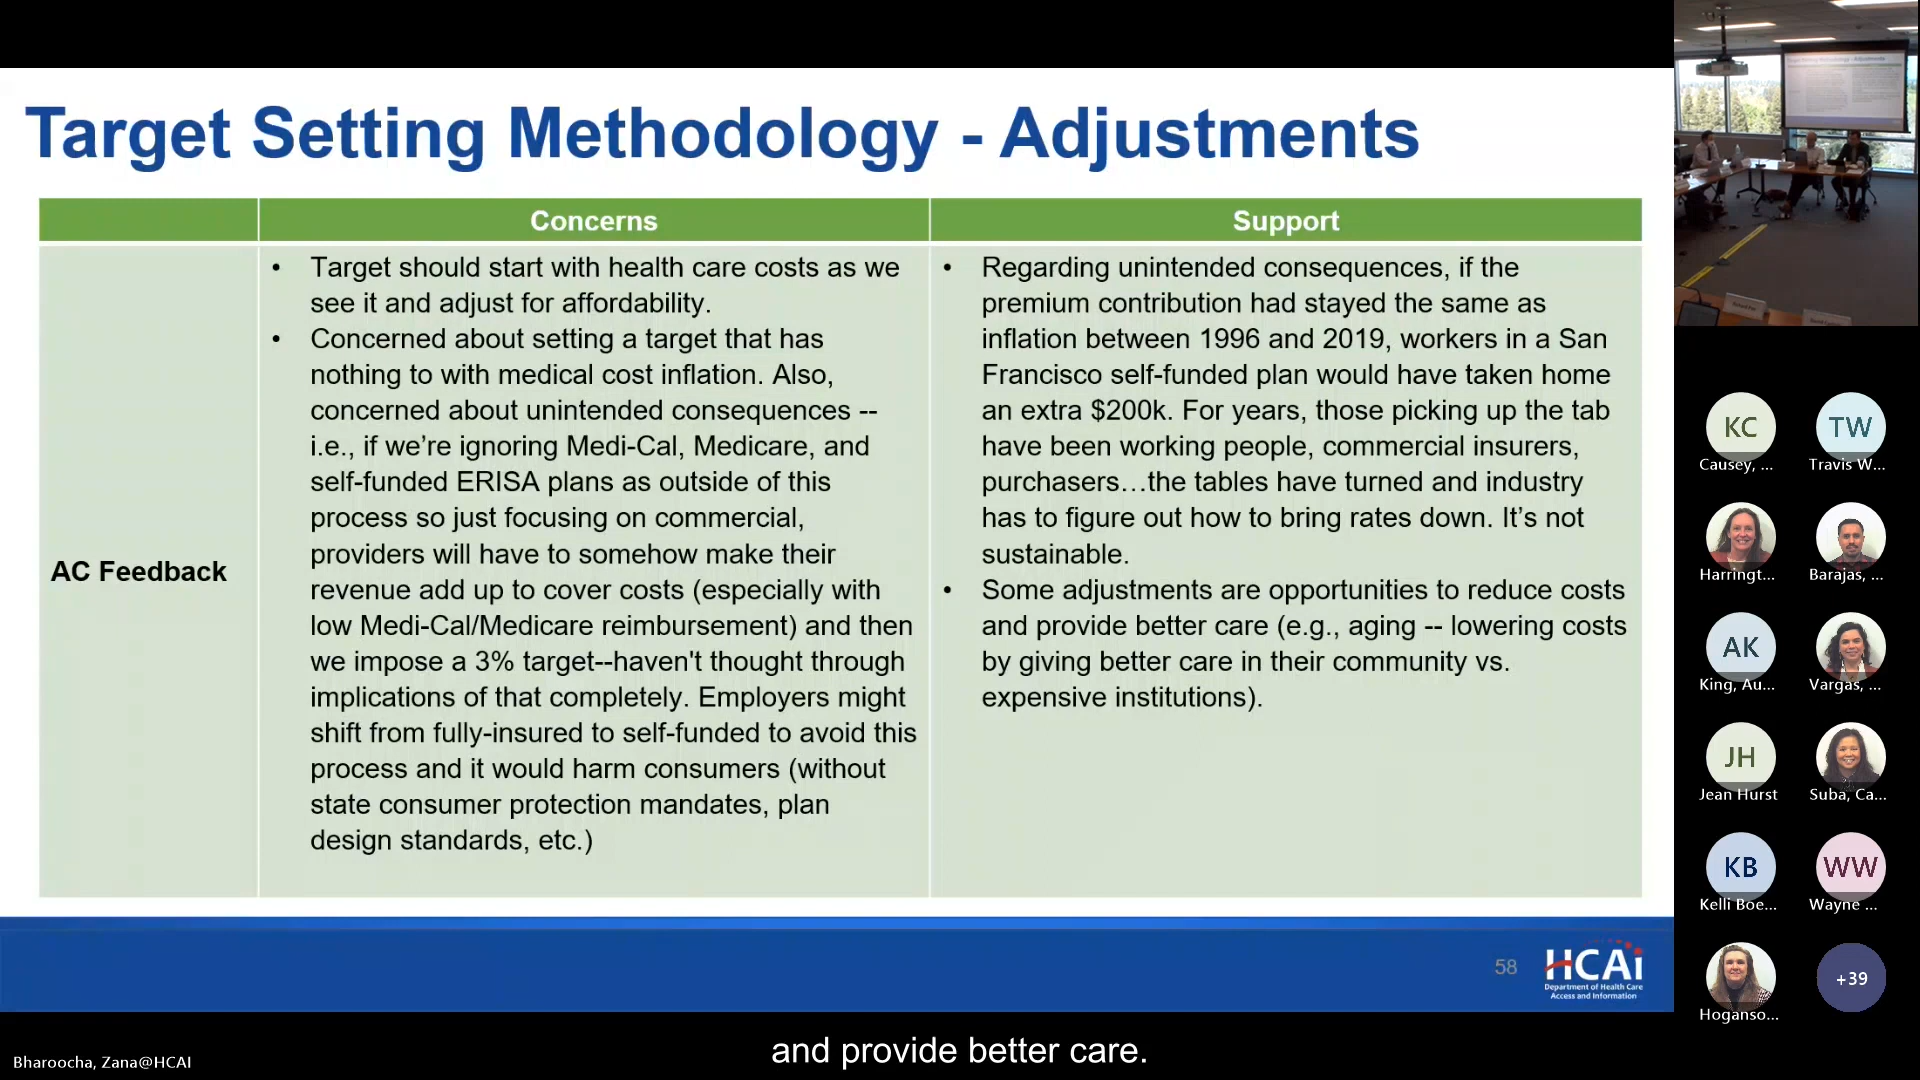 Target Setting Methodology - Adjustments
Concerns
Support
AC Feedback
• Target should start with health care costs as we
see it and adjust for affordability.
• Concerned about setting a target that has
nothing to with medical cost inflation. Also,
concerned about unintended consequences --
i.e., if we’re ignoring Medi-Cal, Medicare, and
self-funded ERISA plans as outside of this
process so just focusing on commercial,
providers will have to somehow make their
revenue add up to cover costs (especially with
low Medi-Cal/Medicare reimbursement) and then
we impose a 3% target--haven't thought through
implications of that completely. Employers might
shift from fully-insured to self-funded to avoid this
process and it would harm consumers (without
state consumer protection mandates, plan
design standards, etc.)
• Regarding unintended consequences, if the
premium contribution had stayed the same as
inflation between 1996 and 2019, workers in a San
Francisco self-funded plan would have taken home
an extra $200k. For years, those picking up the tab
have been working people, commercial insurers,
purchasers…the tables have turned and industry
has to figure out how to bring rates down. It’s not
sustainable.
• Some adjustments are opportunities to reduce costs
and provide better care (e.g., aging -- lowering costs
by giving better care in their community vs.
expensive institutions).
58
HCAi
Department of Health Care
Access and Information
Target Setting Methodology - Adjustments
KC
Causey, ...
TW
Travis W...
Harringt...
Barajas, ...
AK
King, Au...
Vargas, ...
JH
Jean Hurst
Suba, Ca...
KB
Kelli Boe...
WW
Wayne ...
Hoganso...
+39
and provide better care.
Bharoocha, Zana@HCAI